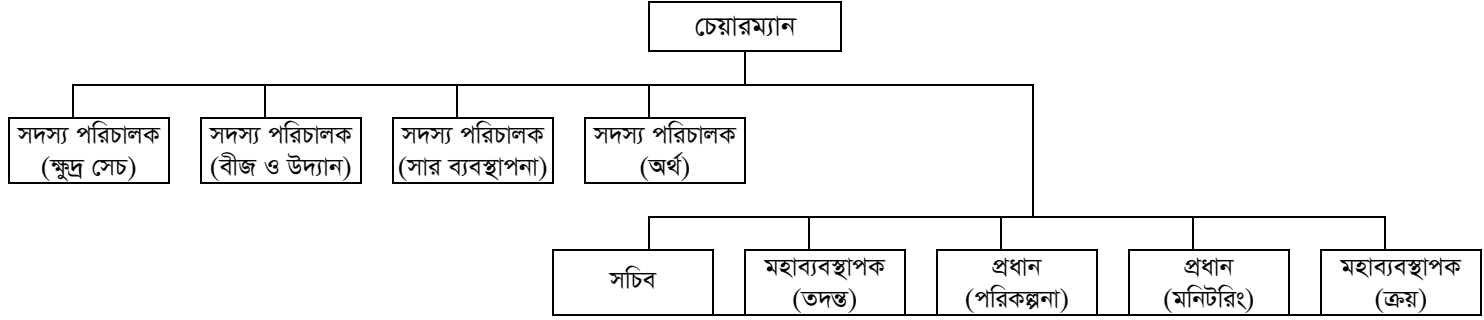 চেয়ারম্যান
সদস্য পরিচালক
(ক্ষুদ্র সেচ)
সদস্য পরিচালক
(বীজ ও উদ্যান)
সদস্য পরিচালক
(সার ব্যবস্থাপনা)
সদস্য পরিচালক
(অর্থ)
সচিব
মহাব্যবস্থাপক
(তদন্ত)
প্রধান
(পরিকল্পনা)
প্রধান
(মনিটরিং)
মহাব্যবস্থাপক
(ক্রয়)